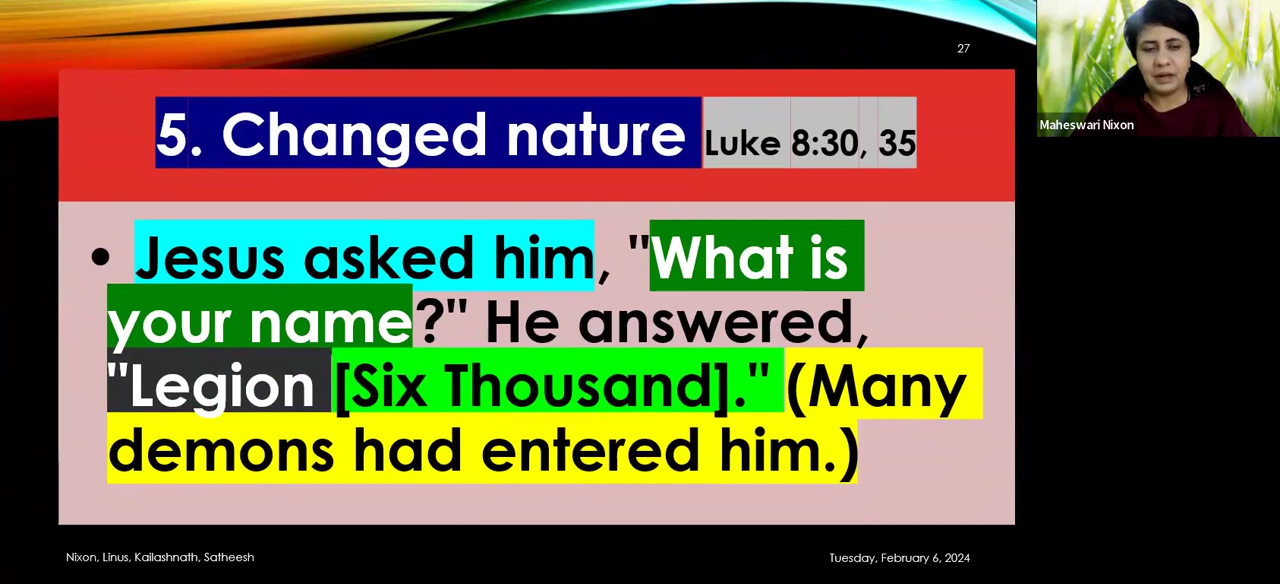 27
Maheswari Nixon
5. Changed nature Luke 8:30, 35
• Jesus asked him, "What is
your name?" He answered,
"Legion [Six Thousand]." (Many
demons had entered him.)
Nixon, Linus, Kailashnath, Satheesh
Tuesday, February 6, 2024